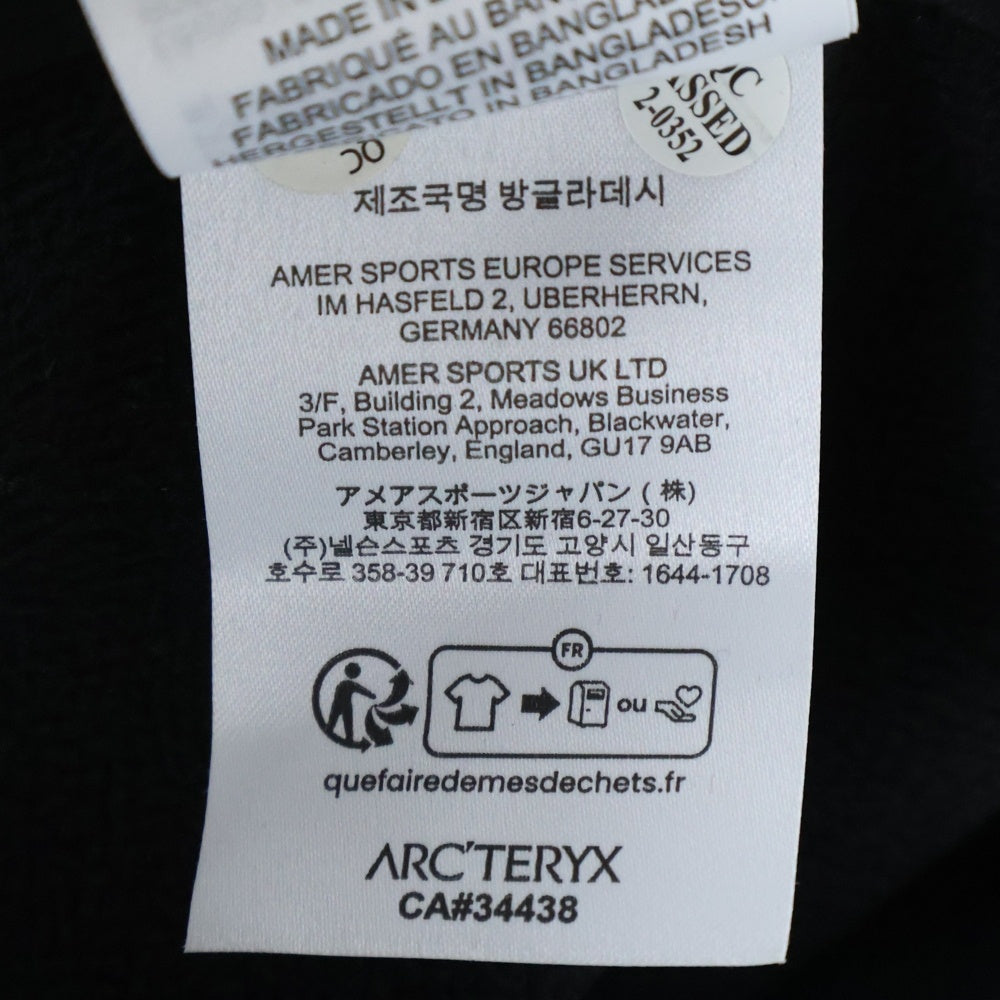 MADE IN
FABRIQUÉ AU
FABRICADO EN BANGLADESH
HERGESTELLT IN BANGLADESH
IN BANGLADESH
QC
SSED
2-0352
QC
제조국명 방글라데시
AMER SPORTS EUROPE SERVICES
IM HASFELD 2, UBERHERRN,
GERMANY 66802
AMER SPORTS UK LTD
3/F, Building 2, Meadows Business
Park Station Approach, Blackwater,
Camberley, England, GU17 9AB
アメアスポーツジャパン ( 株)
東京都新宿区新宿6-27-30
(주)넬슨스포츠 경기도 고양시 일산동구
호수로 358-39 710호 대표번호: 1644-1708
FR
ou
quefairedemesdechets.fr
ARC'TERYX
CA#34438